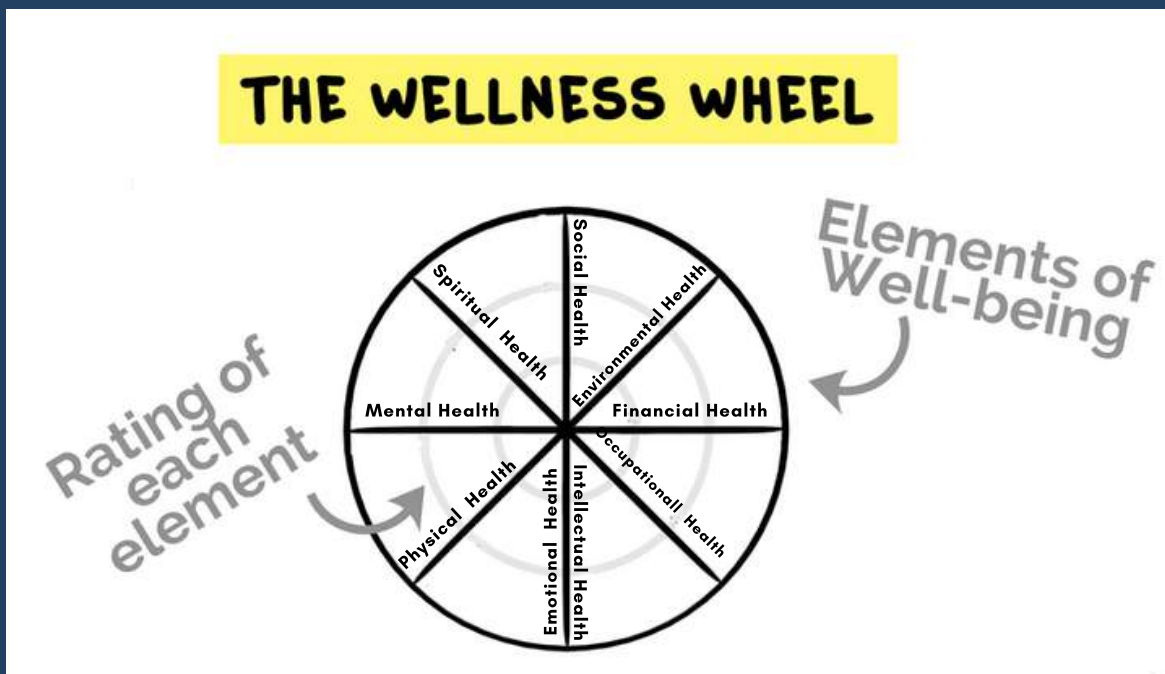 THE WELLNESS WHEEL
Elements of
Well-being
Rating of
each
element
Social Health
Environmental Health
Financial Health
Occupationall Health
Intellectual Health
Emotional Health
Physical Health
Mental Health
Spiritual Health